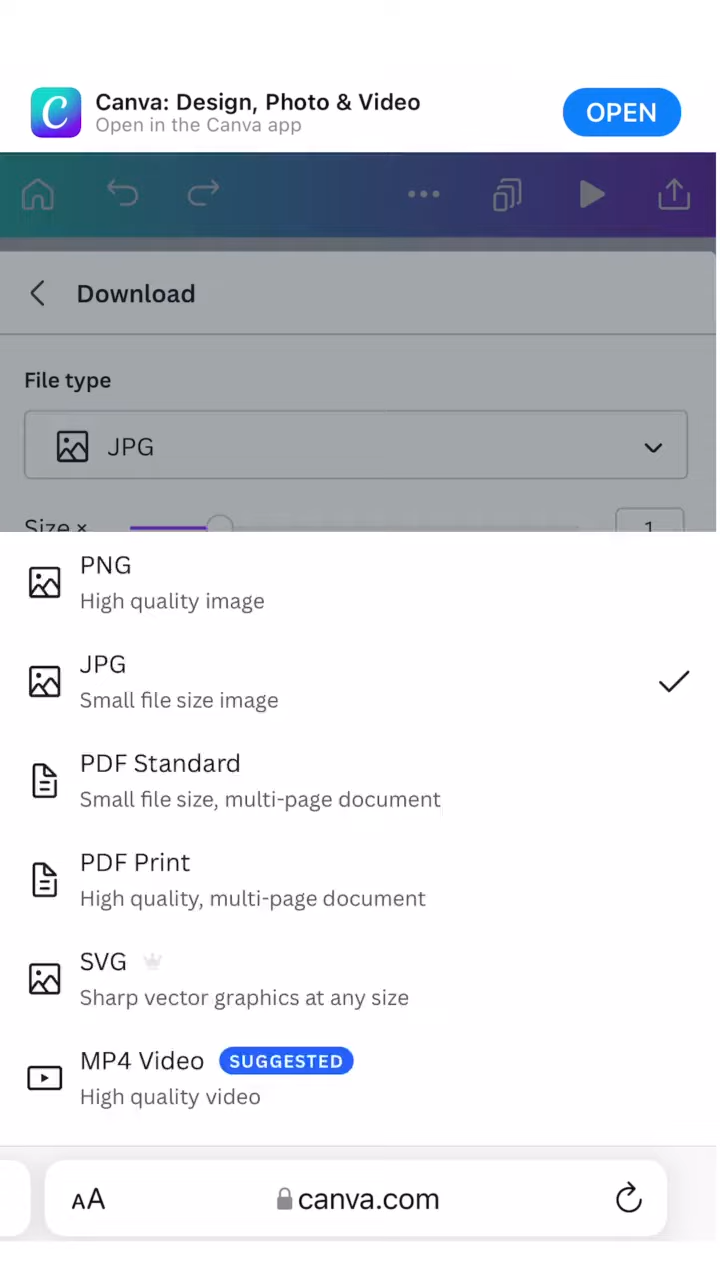 Canva: Design, Photo & Video
Open in the Canva app
OPEN
Download
File type
JPG
Size ×
1
PNG
High quality image
JPG
Small file size image
PDF Standard
Small file size, multi-page document
PDF Print
High quality, multi-page document
SVG
Sharp vector graphics at any size
MP4 Video SUGGESTED
High quality video
AA canva.com